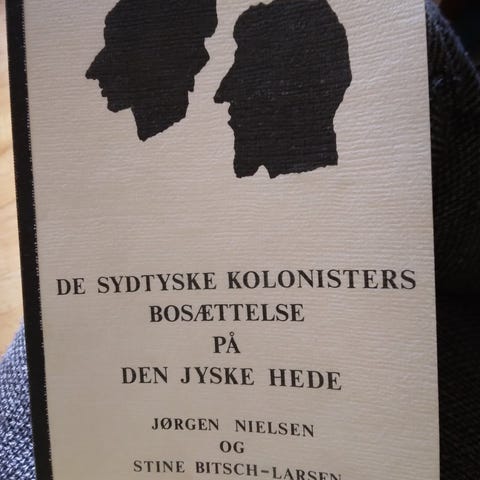 DE SYDTYSKE KOLONISTERS
BOSÆTTELSE
PÅ
DEN JYSKE HEDE
JØRGEN NIELSEN
OG
STINE BITSCH-LARSEN